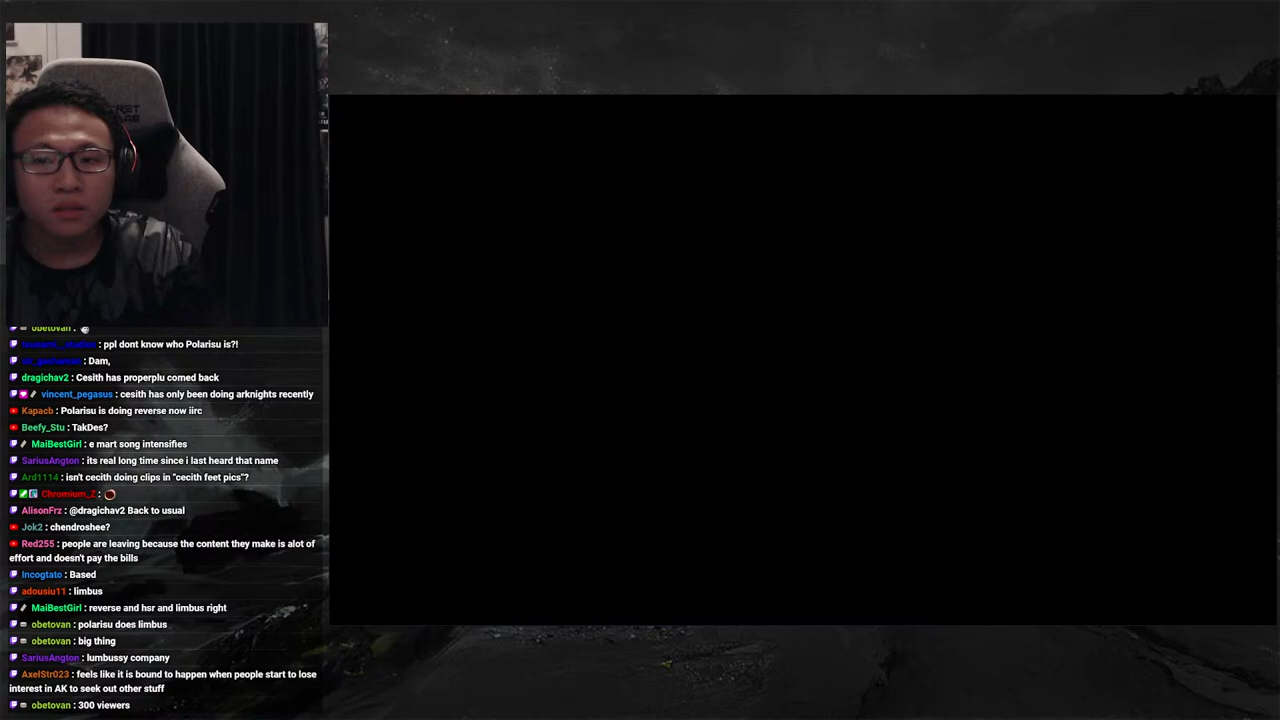 obetovan :
: ppl dont know who Polarisu is?!
: Dam,
dragichav2 : Cesith has properplu comed back
vincent_pegasus : cesith has only been doing arknights recently
Kapacb : Polarisu is doing reverse now iirc
Beefy_Stu : TakDes?
MaiBestGirl : e mart song intensifies
SariusAngton : its real long time since i last heard that name
Ard1114 : isn't cecith doing clips in "cecith feet pics"?
Chromium_Z :
AlisonFrz : @dragichav2 Back to usual
Jok2 : chendroshee?
Red255 : people are leaving because the content they make is alot of
effort and doesn't pay the bills
Incogtato : Based
adousiu11 : limbus
MaiBestGirl : reverse and hsr and limbus right
obetovan : polarisu does limbus
obetovan : big thing
SariusAngton : lumbussy company
AxelStr023 : feels like it is bound to happen when people start to lose
interest in AK to seek out other stuff
obetovan : 300 viewers